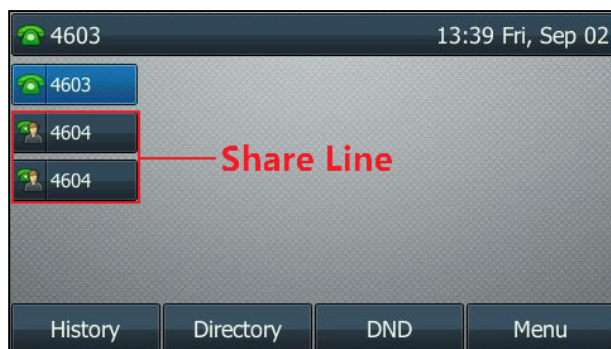 4603 13:39 Fri, Sep 02
4603
4604
Share Line
4604
History Directory DND Menu